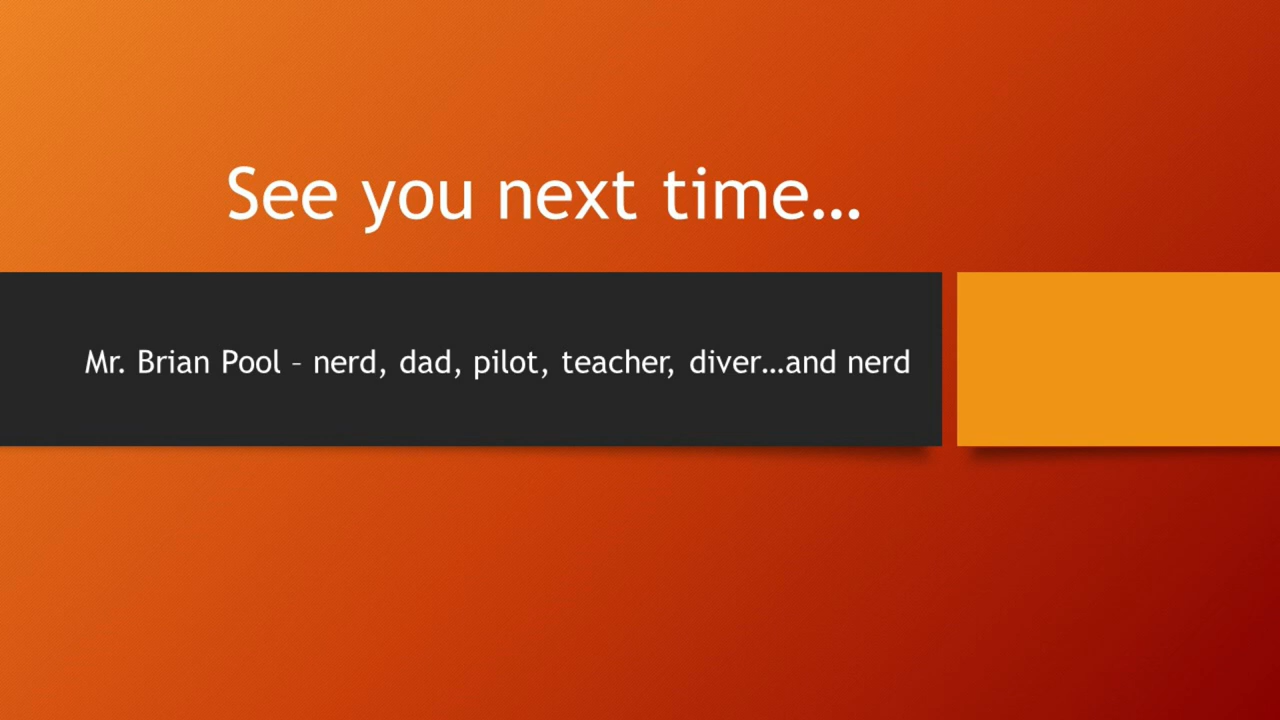 See you next time…
Mr. Brian Pool – nerd, dad, pilot, teacher, diver…and nerd